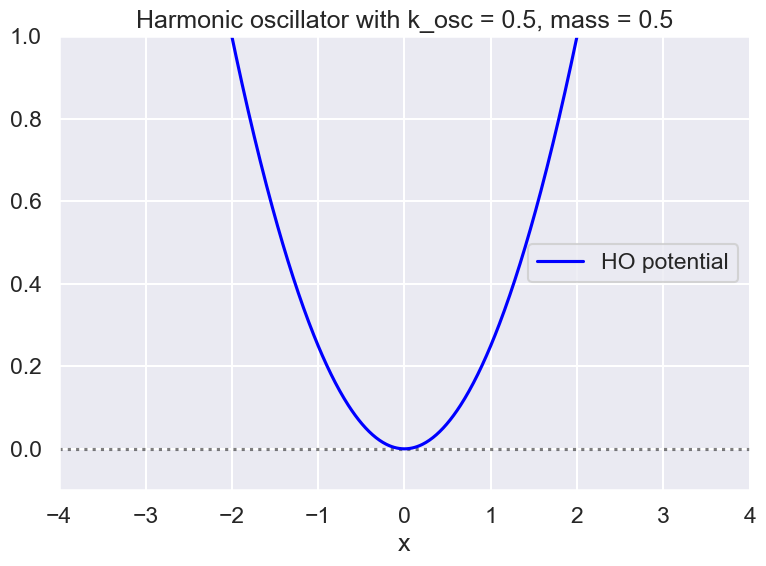 Harmonic oscillator with k_osc = 0.5, mass = 0.5
1.0
0.8
0.6
0.4
0.2
0.0
HO potential
−4 −3 −2 −1 0 1 2 3 4
x